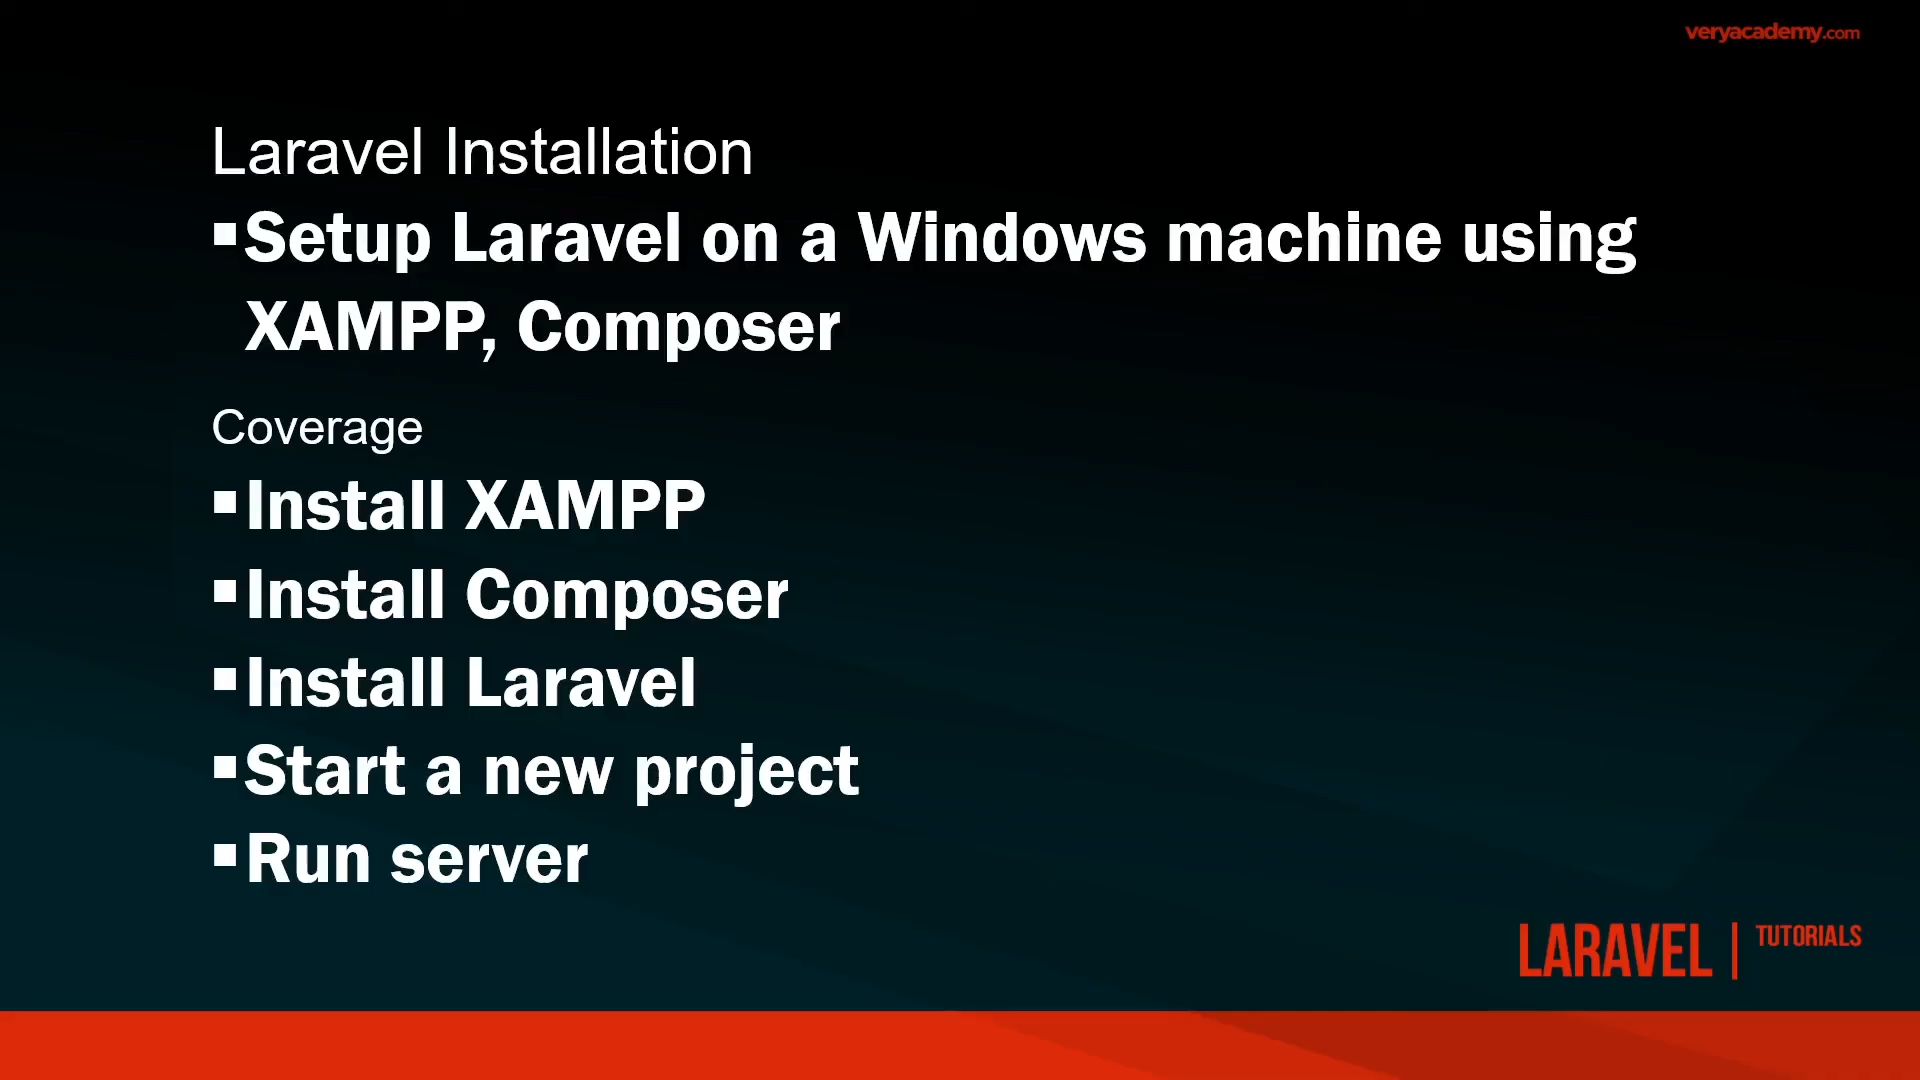 veryacademy.com
Laravel Installation
▪Setup Laravel on a Windows machine using
XAMPP, Composer
Coverage
▪Install XAMPP
▪Install Composer
▪Install Laravel
▪Start a new project
▪Run server
LARAVEL | TUTORIALS